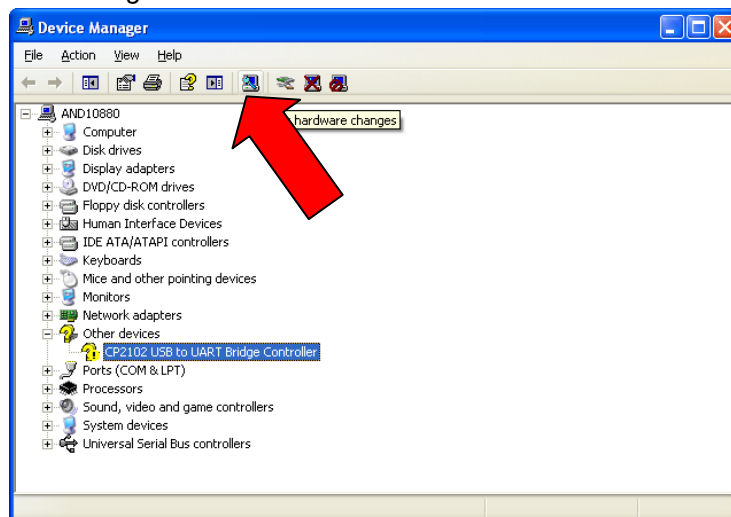 Device Manager
File Action View Help
hardware changes
AND10880
Computer
Disk drives
Display adapters
DVD/CD-ROM drives
Floppy disk controllers
Human Interface Devices
IDE ATA/ATAPI controllers
Keyboards
Mice and other pointing devices
Monitors
Network adapters
Other devices
CP2102 USB to UART Bridge Controller
Ports (COM & LPT)
Processors
Sound, video and game controllers
System devices
Universal Serial Bus controllers